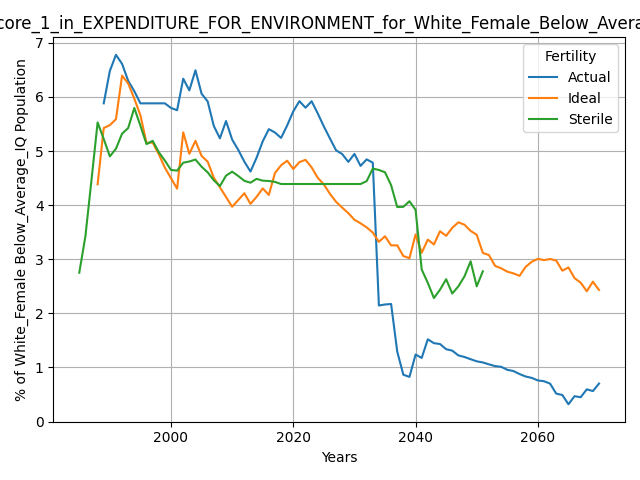 core_1_in_EXPENDITURE_FOR_ENVIRONMENT_for_White_Female_Below_Avera
% of White_Female Below_Average_IQ Population
7
6
5
4
3
2
1
0
2000 2020 2040 2060
Years
Fertility
Actual
Ideal
Sterile